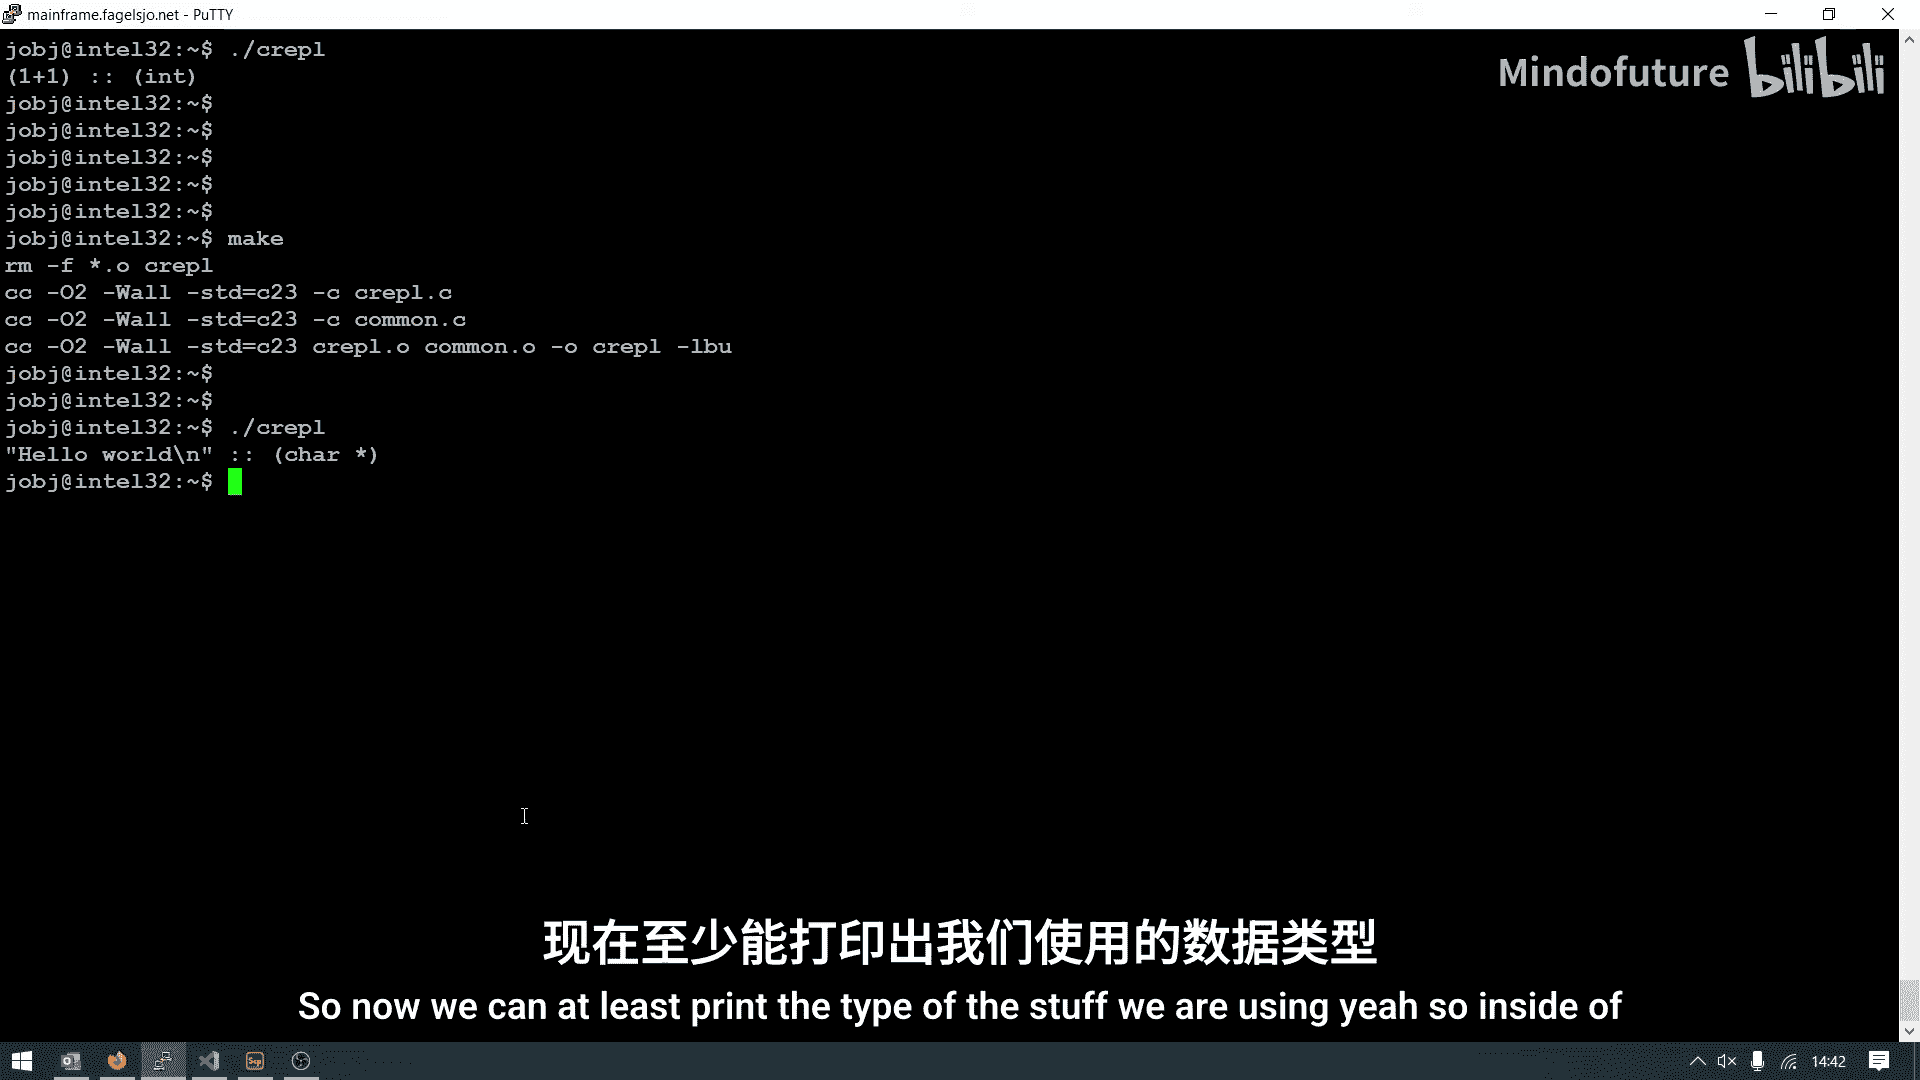 mainframe.fagelsjo.net - PuTTY
jobj@intel32:~$ ./crepl
(1+1) :: (int)
jobj@intel32:~$
jobj@intel32:~$
jobj@intel32:~$
jobj@intel32:~$
jobj@intel32:~$
jobj@intel32:~$ make
rm -f *.o crepl
cc -O2 -Wall -std=c23 -c crepl.c
cc -O2 -Wall -std=c23 -c common.c
cc -O2 -Wall -std=c23 crepl.o common.o -o crepl -lbu
jobj@intel32:~$
jobj@intel32:~$
jobj@intel32:~$ ./crepl
"Hello world\n" :: (char *)
jobj@intel32:~$
Mindofuture bilibili
现在至少能打印出我们使用的数据类型
So now we can at least print the type of the stuff we are using yeah so inside of
14:42